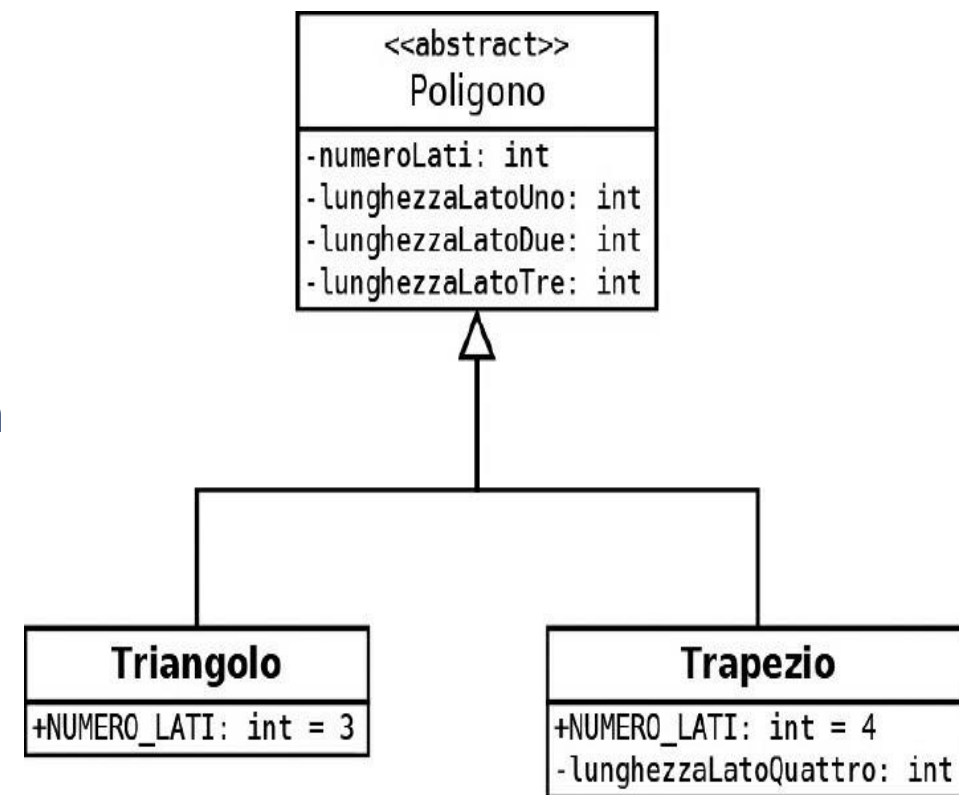 <<abstract>>
Poligono
-numeroLati: int
-lunghezzaLatoUno: int
-lunghezzaLatoDue: int
-lunghezzaLatoTre: int
Triangolo
+NUMERO_LATI: int = 3
Trapezio
+NUMERO_LATI: int = 4
-lunghezzaLatoQuattro: int